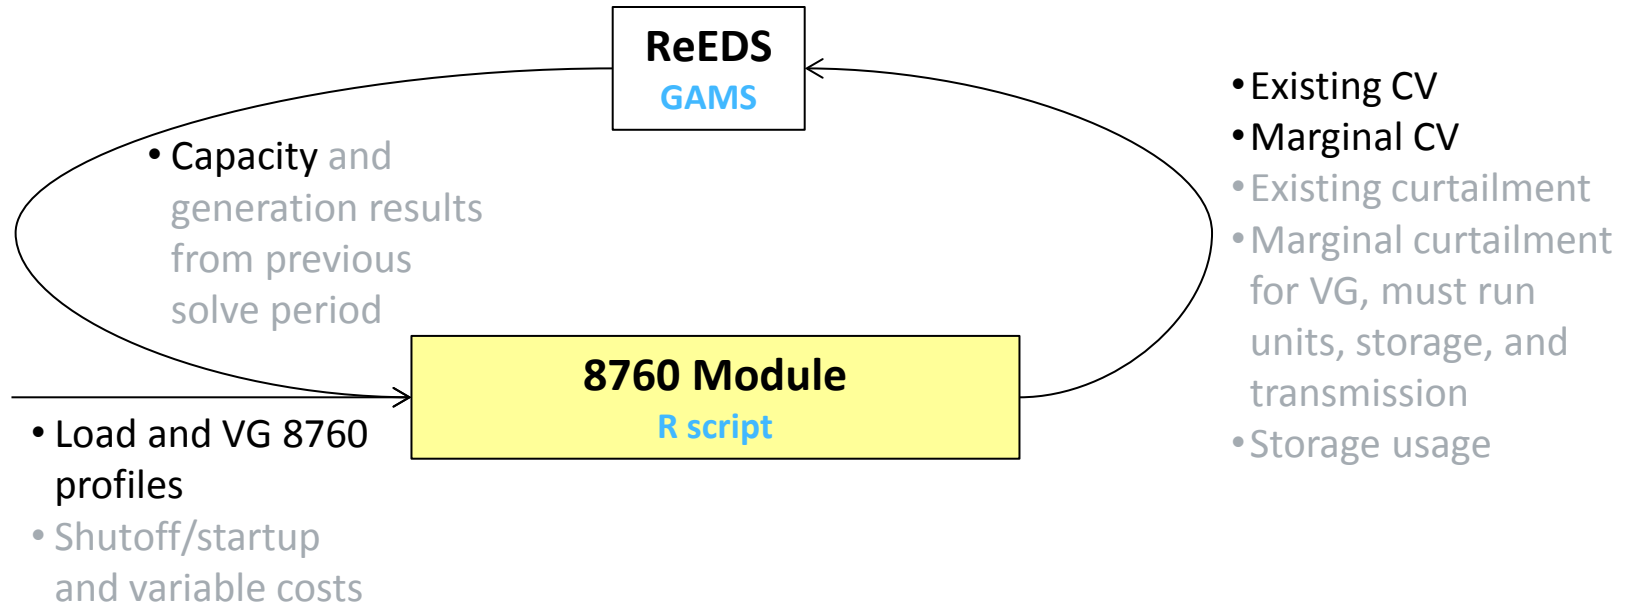 ReEDS
GAMS
• Capacity and
generation results
from previous
solve period
8760 Module
R script
• Load and VG 8760
profiles
• Shutoff/startup
and variable costs
• Existing CV
• Marginal CV
• Existing curtailment
• Marginal curtailment
for VG, must run
units, storage, and
transmission
• Storage usage